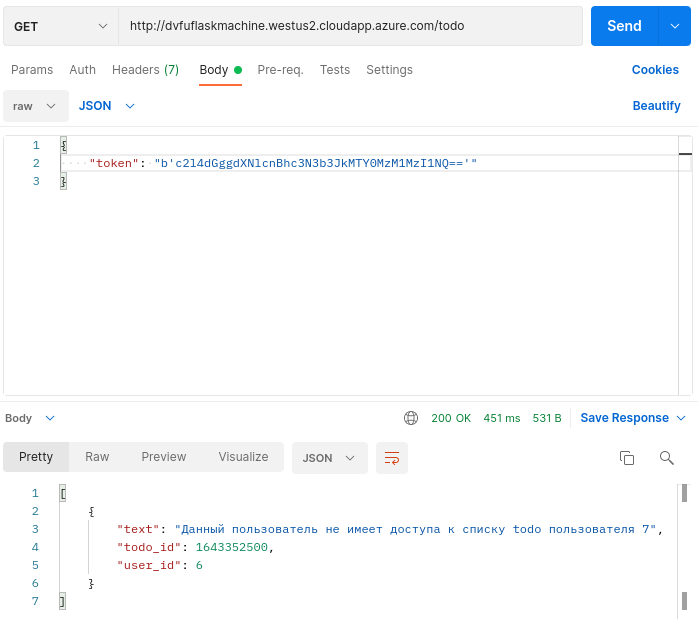 GET http://dvfuflaskmachine.westus2.cloudapp.azure.com/todo Send
Params Auth Headers (7) Body Pre-req. Tests Settings Cookies
raw JSON Beautify
1 {
2 "token": "b'c2l4dGggdXNlcnBhc3N3b3JkMTY0MzM1MzI1NQ=='"
3 }
Body 200 OK 451 ms 531 B Save Response
Pretty Raw Preview Visualize JSON
1 [
2 {
3 "text": "Данный пользователь не имеет доступа к списку todo пользователя 7",
4 "todo_id": 1643352500,
5 "user_id": 6
6 }
7 ]